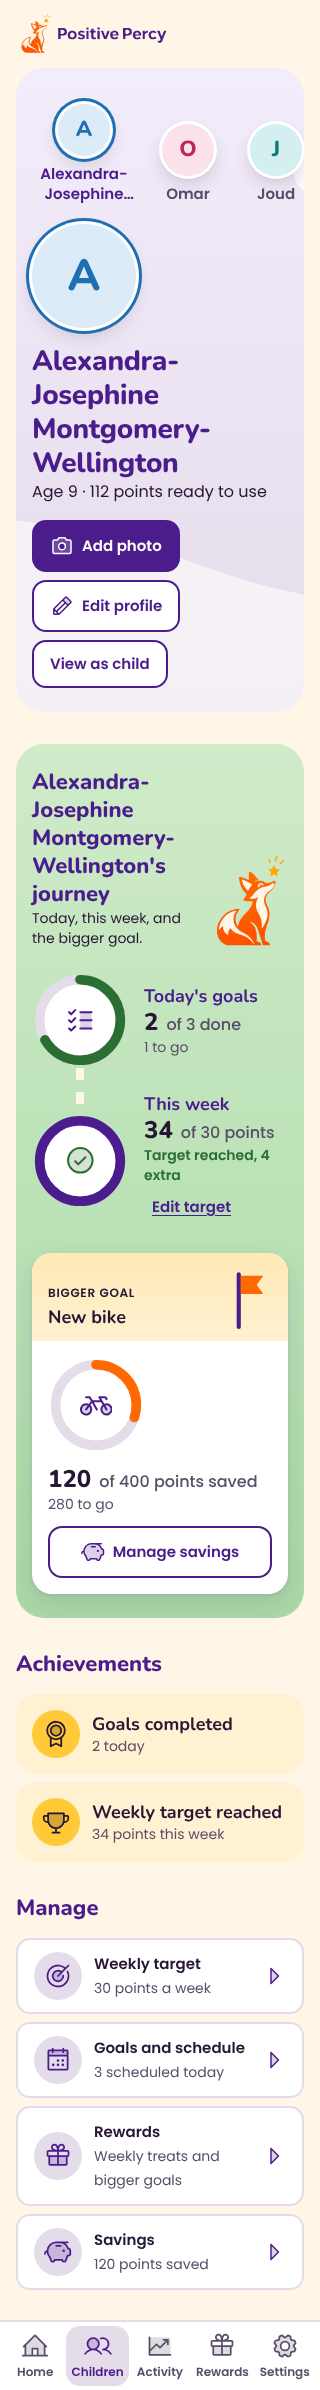 Positive Percy
A
O
J
Alexandra-
Josephine...
Omar
Joud
A
Alexandra-
Josephine
Montgomery-
Wellington
Age 9 · 112 points ready to use
Add photo
Edit profile
View as child
Alexandra-
Josephine
Montgomery-
Wellington's
journey
Today, this week, and
the bigger goal.
Today's goals
2 of 3 done
1 to go
This week
34 of 30 points
Target reached, 4
extra
Edit target
BIGGER GOAL
New bike
120 of 400 points saved
280 to go
Manage savings
Achievements
Goals completed
2 today
Weekly target reached
34 points this week
Manage
Weekly target
30 points a week
Goals and schedule
3 scheduled today
Rewards
Weekly treats and
bigger goals
Savings
120 points saved
Home Children Activity Rewards Settings